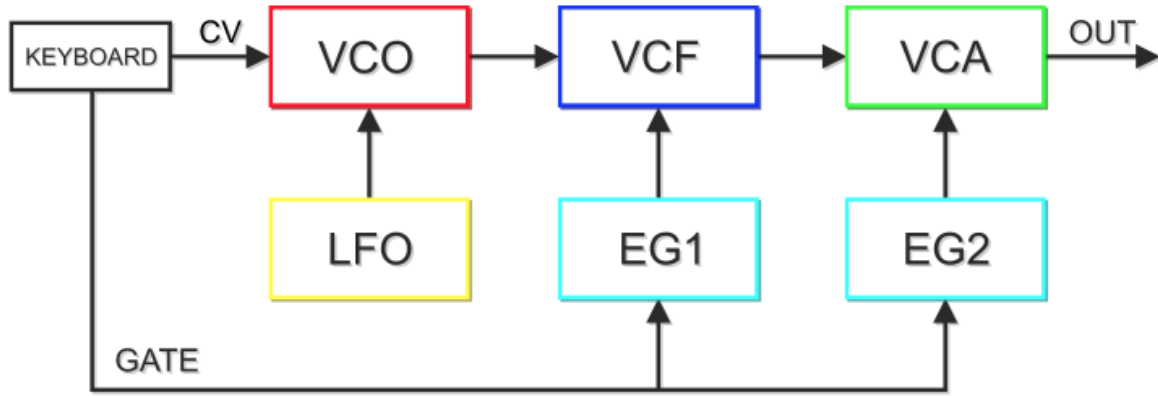 KEYBOARD
CV
VCO
VCF
VCA
OUT
LFO
EG1
EG2
GATE